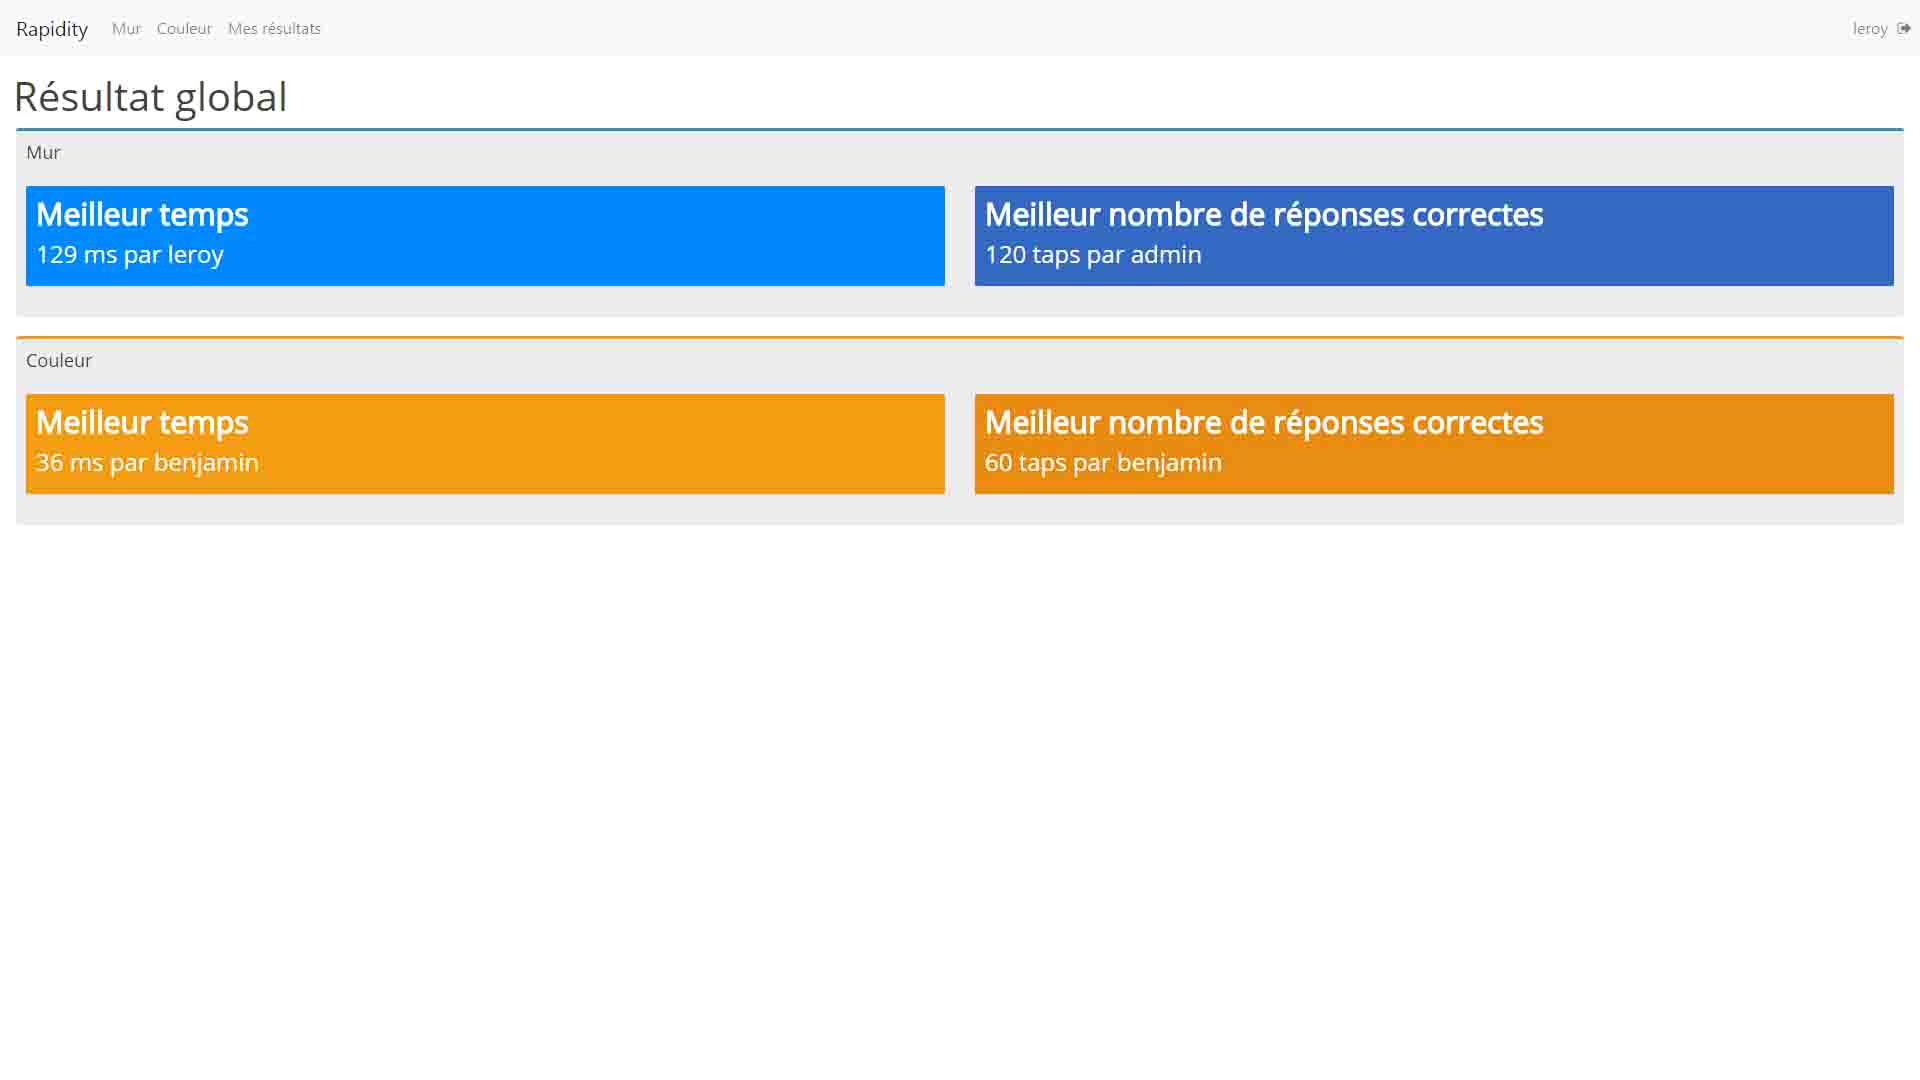 Rapidity Mur Couleur Mes résultats leroy
Résultat global
Mur
Meilleur temps
129 ms par leroy
Meilleur nombre de réponses correctes
120 taps par admin
Couleur
Meilleur temps
36 ms par benjamin
Meilleur nombre de réponses correctes
60 taps par benjamin